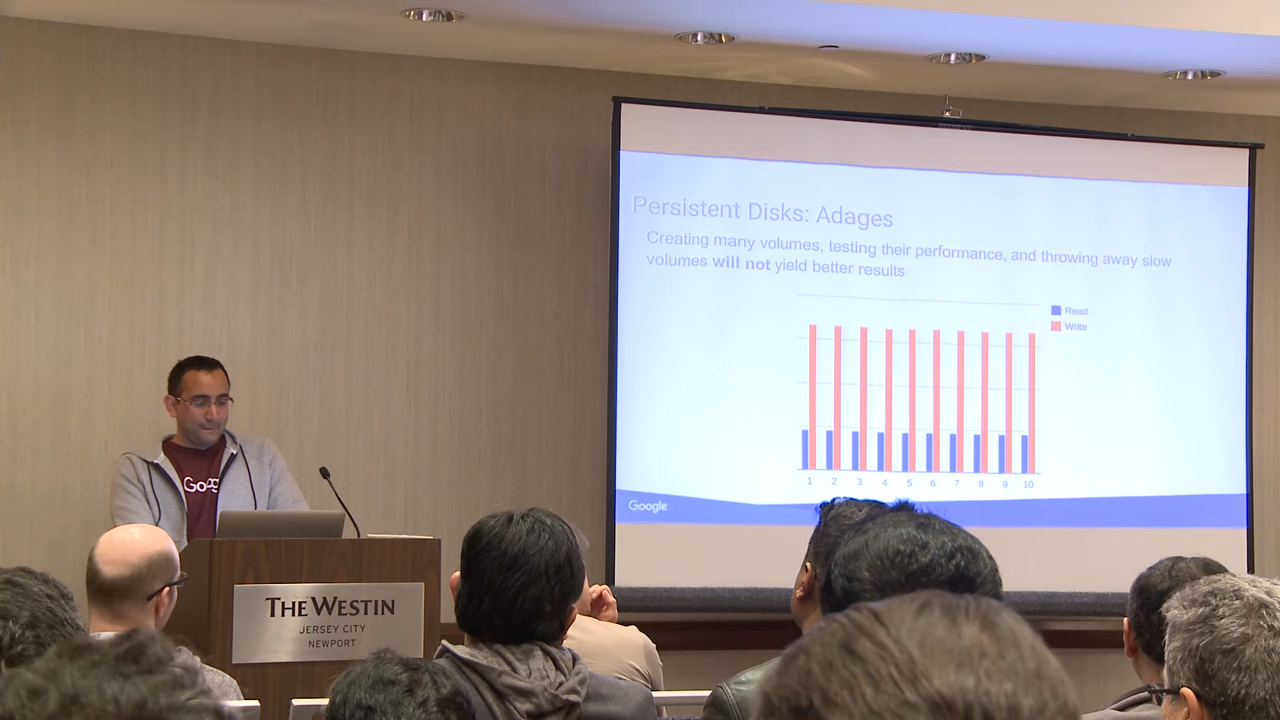 Persistent Disks: Adages
Creating many volumes, testing their performance, and throwing away slow
volumes will not yield better results
Read
Write
1 2 3 4 5 6 7 8 9 10
Google
Goog
THE WESTIN
JERSEY CITY
NEWPORT